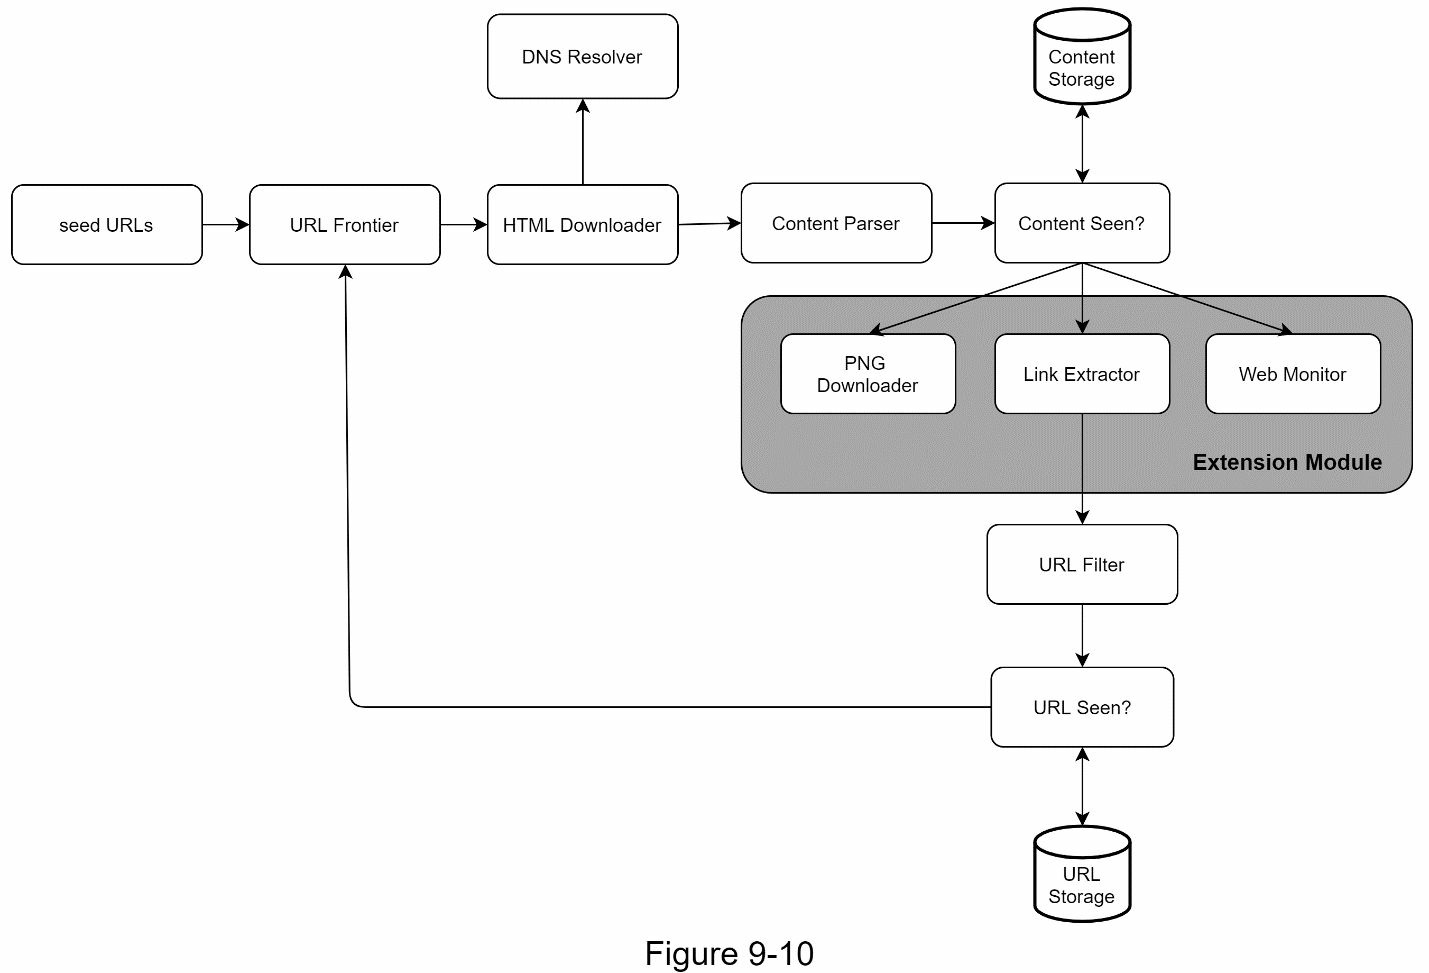 DNS Resolver
Content
Storage
seed URLs
URL Frontier
HTML Downloader
Content Parser
Content Seen?
PNG
Downloader
Link Extractor
Web Monitor
Extension Module
URL Filter
URL Seen?
URL
Storage
Figure 9-10